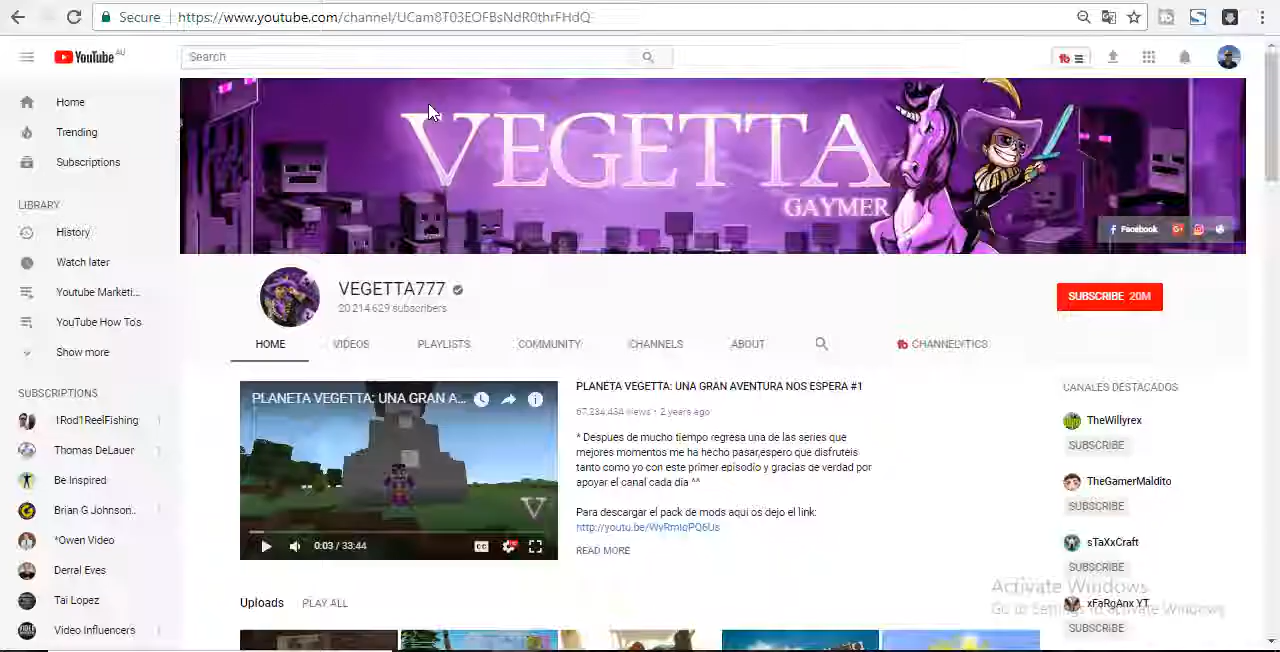 Secure https://www.youtube.com/channel/UCam8T03EOFBsNdR0thrFHdQ
YouTube AU
Search
Home
Trending
Subscriptions
LIBRARY
History
Watch later
Youtube Marketi...
YouTube How To's
Show more
SUBSCRIPTIONS
1Rod1ReelFishing
Thomas DeLauer
Be Inspired
Brian G Johnson..
*Owen Video
Derral Eves
Tai Lopez
Video Influencers
VEGETTA
GAYMER
Facebook
VEGETTA777
20,214,629 subscribers
SUBSCRIBE 20M
HOME VIDEOS PLAYLISTS COMMUNITY CHANNELS ABOUT CHANNELYTICS
PLANETA VEGETTA: UNA GRAN A...
0:03 / 33:44
PLANETA VEGETTA: UNA GRAN AVENTURA NOS ESPERA #1
views • 2 years ago
* Despues de mucho tiempo regresa una de las series que
mejores momentos me ha hecho pasar,espero que disfruteis
tanto como yo con este primer episodio y gracias de verdad por
apoyar el canal cada dia ^^
Para descargar el pack de mods aqui os dejo el link:
http://youtu.be/WyRmiqPQ6Us
READ MORE
Uploads PLAY ALL
CANALES DESTACADOS
TheWillyrex
SUBSCRIBE
TheGamerMaldito
SUBSCRIBE
sTaXxCraft
SUBSCRIBE
xFaRgAnx YT
SUBSCRIBE
Activate Windows
Go to Settings to activate Windows.